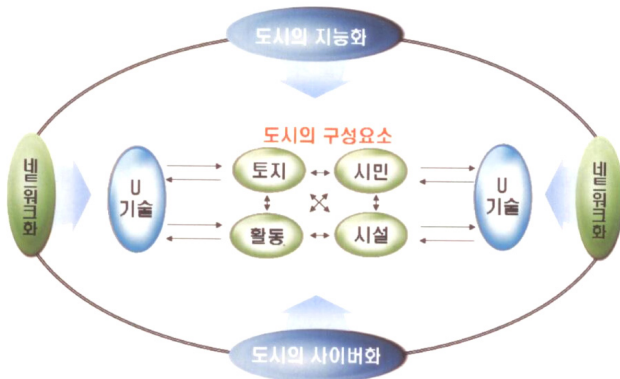 도시의 지능화
도시의 구성요소
네트워크화
U
기술
토지
시민
활동
시설
U
기술
네트워크화
도시의 사이버화